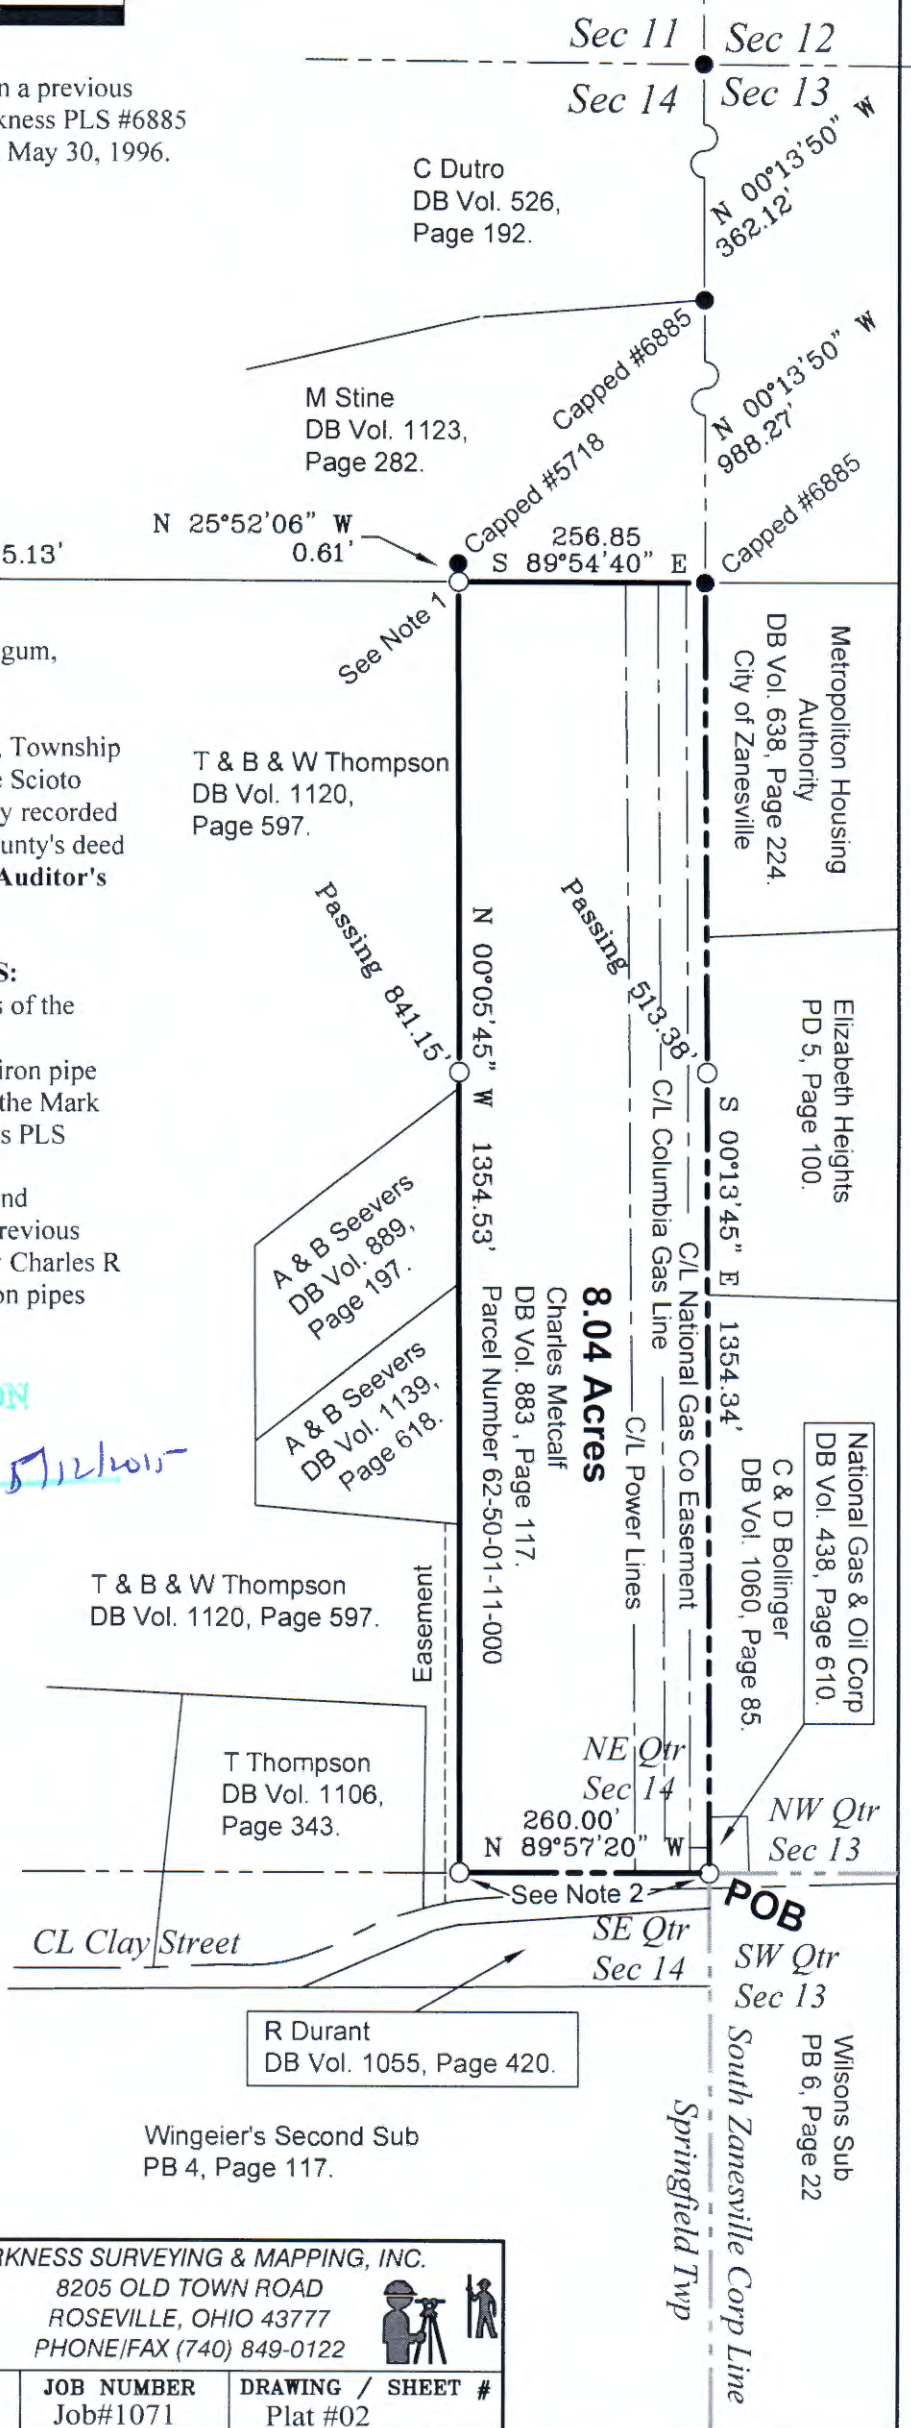 Sec 11
Sec 12
Sec 14
Sec 13
n a previous
kness PLS #6885
May 30, 1996.
C Dutro
DB Vol. 526,
Page 192.
N 00°13'50" W
362.12'
Capped #6885
M Stine
DB Vol. 1123,
Page 282.
N 00°13'50" W
988.27'
Capped #5718
Capped #6885
N 25°52'06" W
0.61'
5.13'
256.85
S 89°54'40" E
See Note 1
gum,
Metropoliton Housing
Authority
DB Vol. 638, Page 224.
City of Zanesville
, Township
e Scioto
y recorded
unty's deed
Auditor's
T & B & W Thompson
DB Vol. 1120,
Page 597.
Passing 841.15'
Passing 513.38'
N 00°05'45" W 1354.53'
S 00°13'45" E 1354.34'
Elizabeth Heights
PD 5, Page 100.
S:
s of the
iron pipe
the Mark
s PLS
nd
revious
Charles R
on pipes
C/L Columbia Gas Line
C/L National Gas Co Easement
C/L Power Lines
A & B Seevers
DB Vol. 889,
Page 197.
A & B Seevers
DB Vol. 1139,
Page 618.
8.04 Acres
Charles Metcalf
DB Vol. 883 , Page 117.
Parcel Number 62-50-01-11-000
ON
5/12/2015
National Gas & Oil Corp
DB Vol. 438, Page 610.
C & D Bollinger
DB Vol. 1060, Page 85.
T & B & W Thompson
DB Vol. 1120, Page 597.
Easement
T Thompson
DB Vol. 1106,
Page 343.
NE Qtr
Sec 14
NW Qtr
Sec 13
260.00'
N 89°57'20" W
See Note 2
POB
CL Clay Street
SE Qtr
Sec 14
SW Qtr
Sec 13
R Durant
DB Vol. 1055, Page 420.
Wilsons Sub
PB 6, Page 22
South Zanesville Corp Line
Springfield Twp
Wingeier's Second Sub
PB 4, Page 117.
RKNESS SURVEYING & MAPPING, INC.
8205 OLD TOWN ROAD
ROSEVILLE, OHIO 43777
PHONE/FAX (740) 849-0122
JOB NUMBER
Job#1071
DRAWING / SHEET #
Plat #02